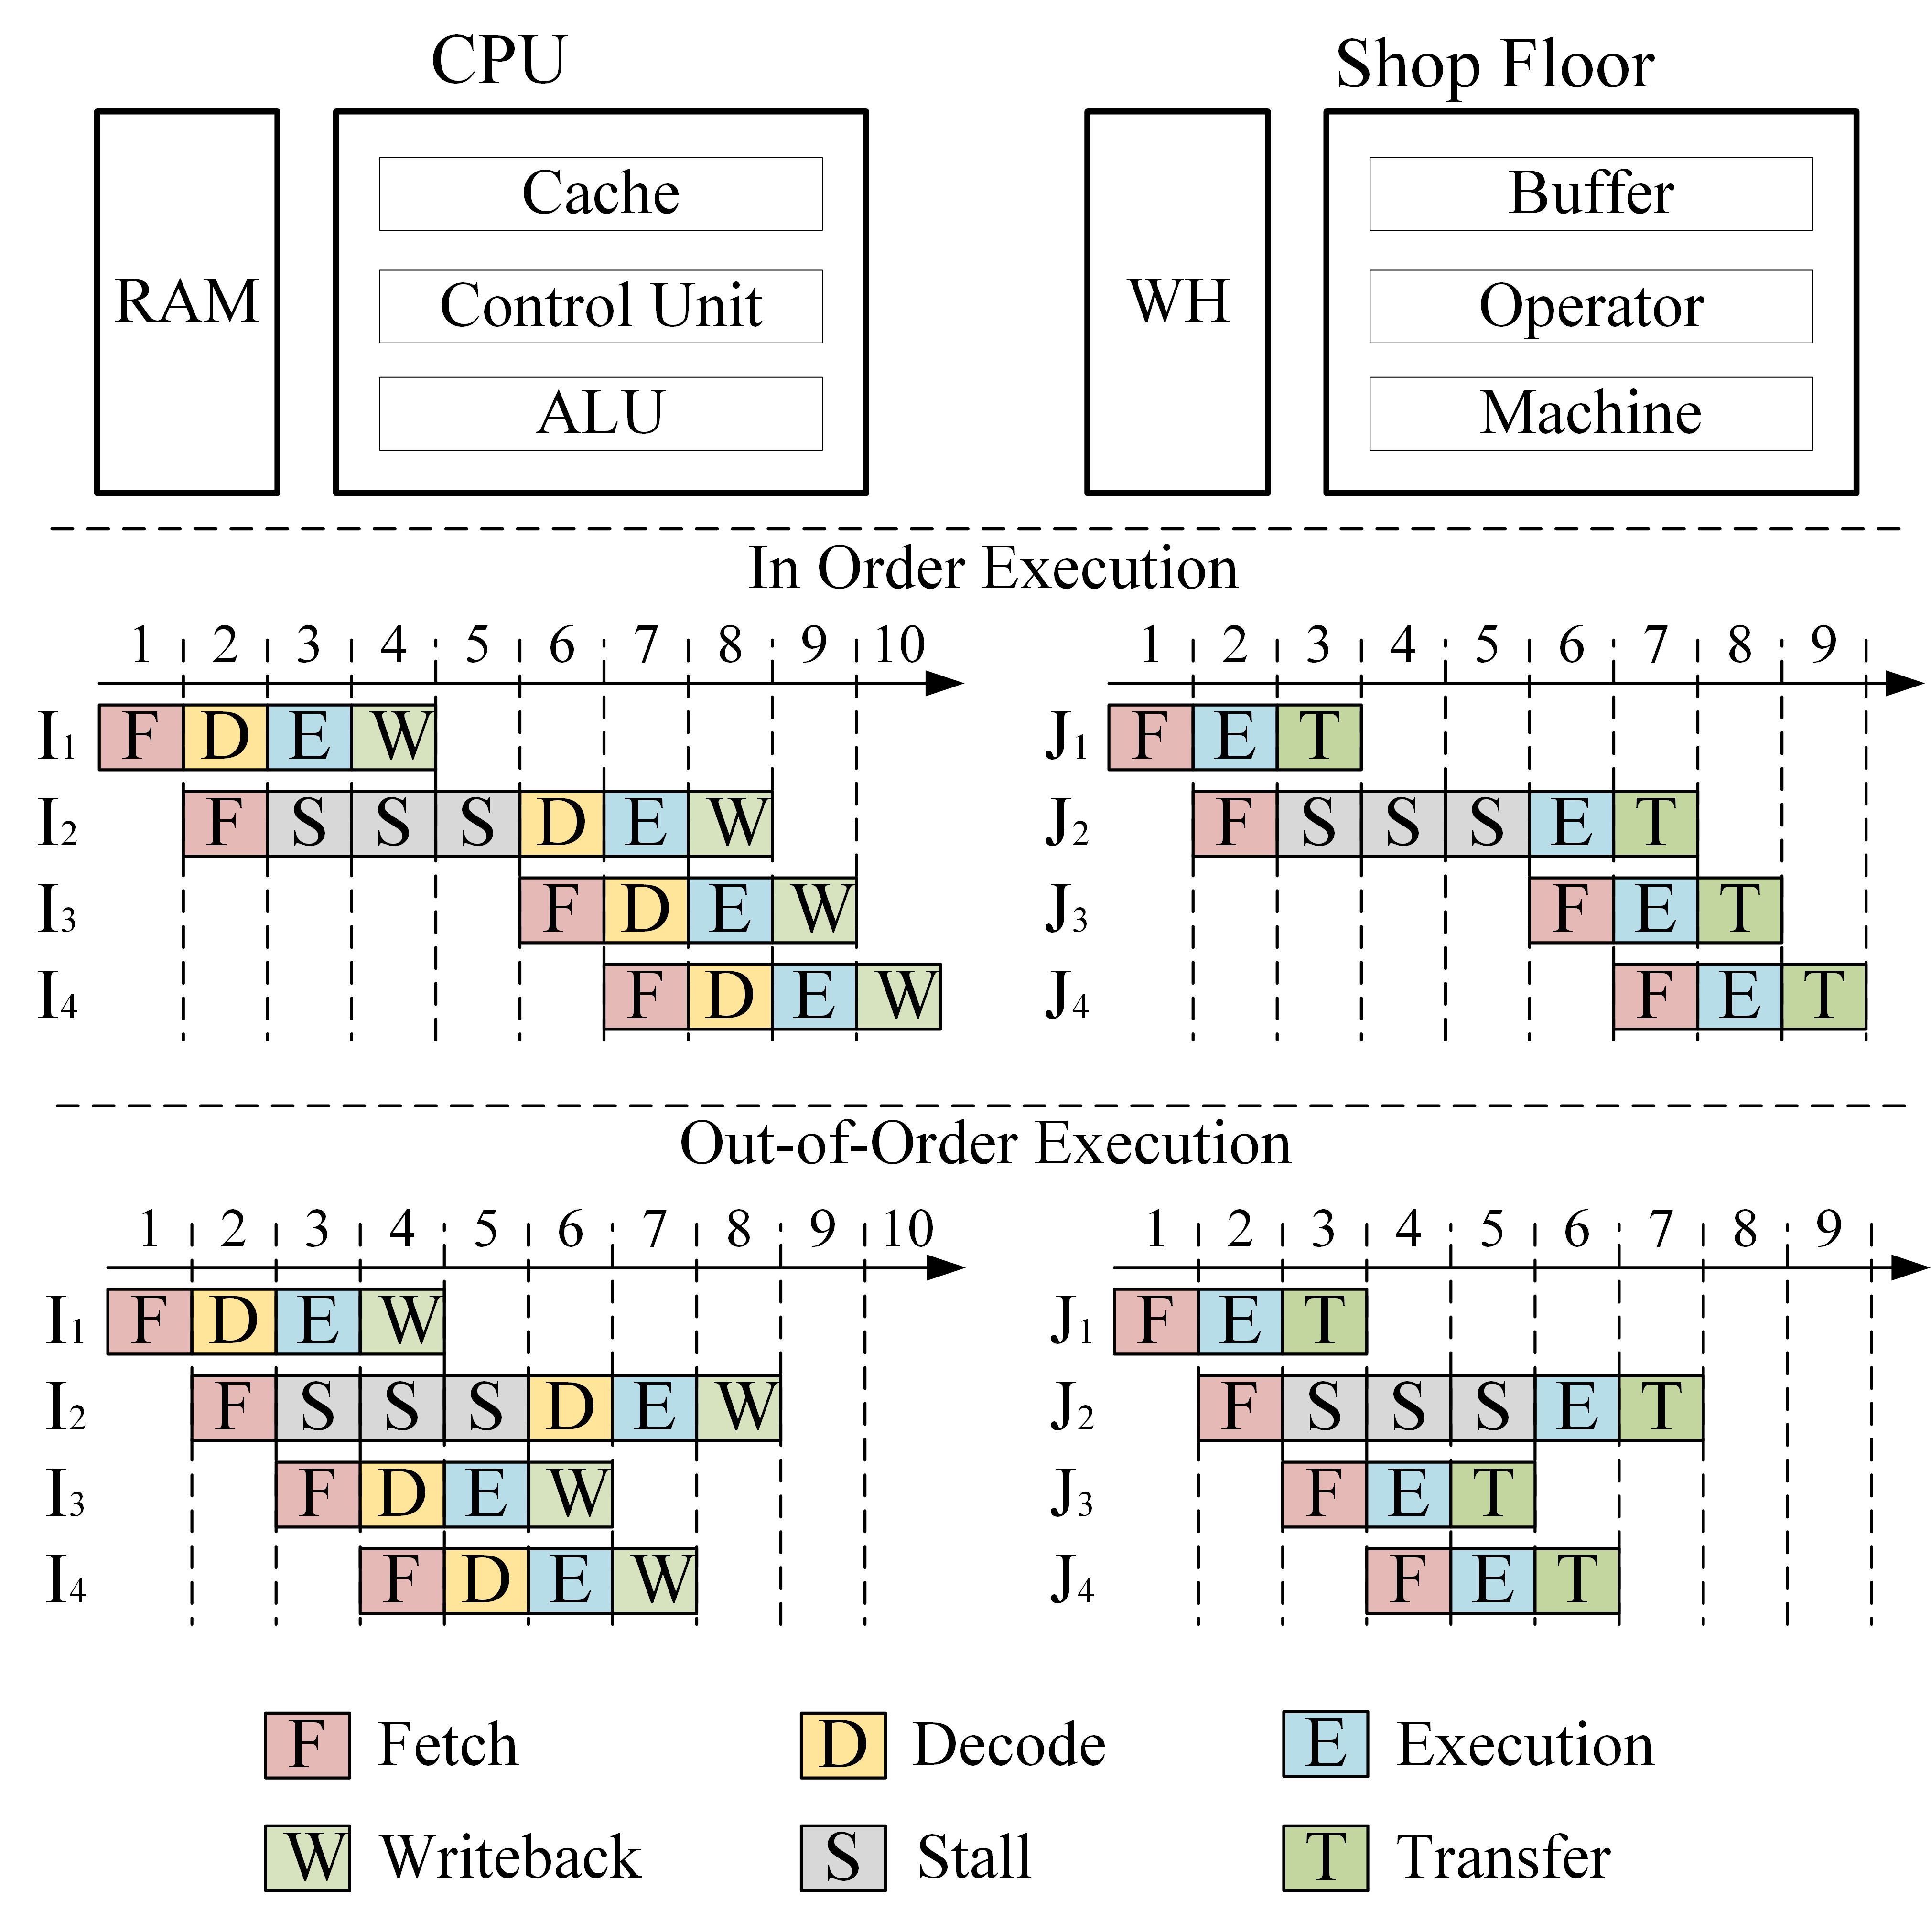 CPU Shop Floor
RAM Cache WH Buffer
Control Unit Operator
ALU Machine
In Order Execution
1 2 3 4 5 6 7 8 9 10 1 2 3 4 5 6 7 8 9
I1 F D E W J1 F E T
I2 F S S S D E W J2 F S S S E T
I3 F D E W J3 F E T
I4 F D E W J4 F E T
Out-of-Order Execution
1 2 3 4 5 6 7 8 9 10 1 2 3 4 5 6 7 8 9
I1 F D E W J1 F E T
I2 F S S S D E W J2 F S S S E T
I3 F D E W J3 F E T
I4 F D E W J4 F E T
F Fetch D Decode E Execution
W Writeback S Stall T Transfer